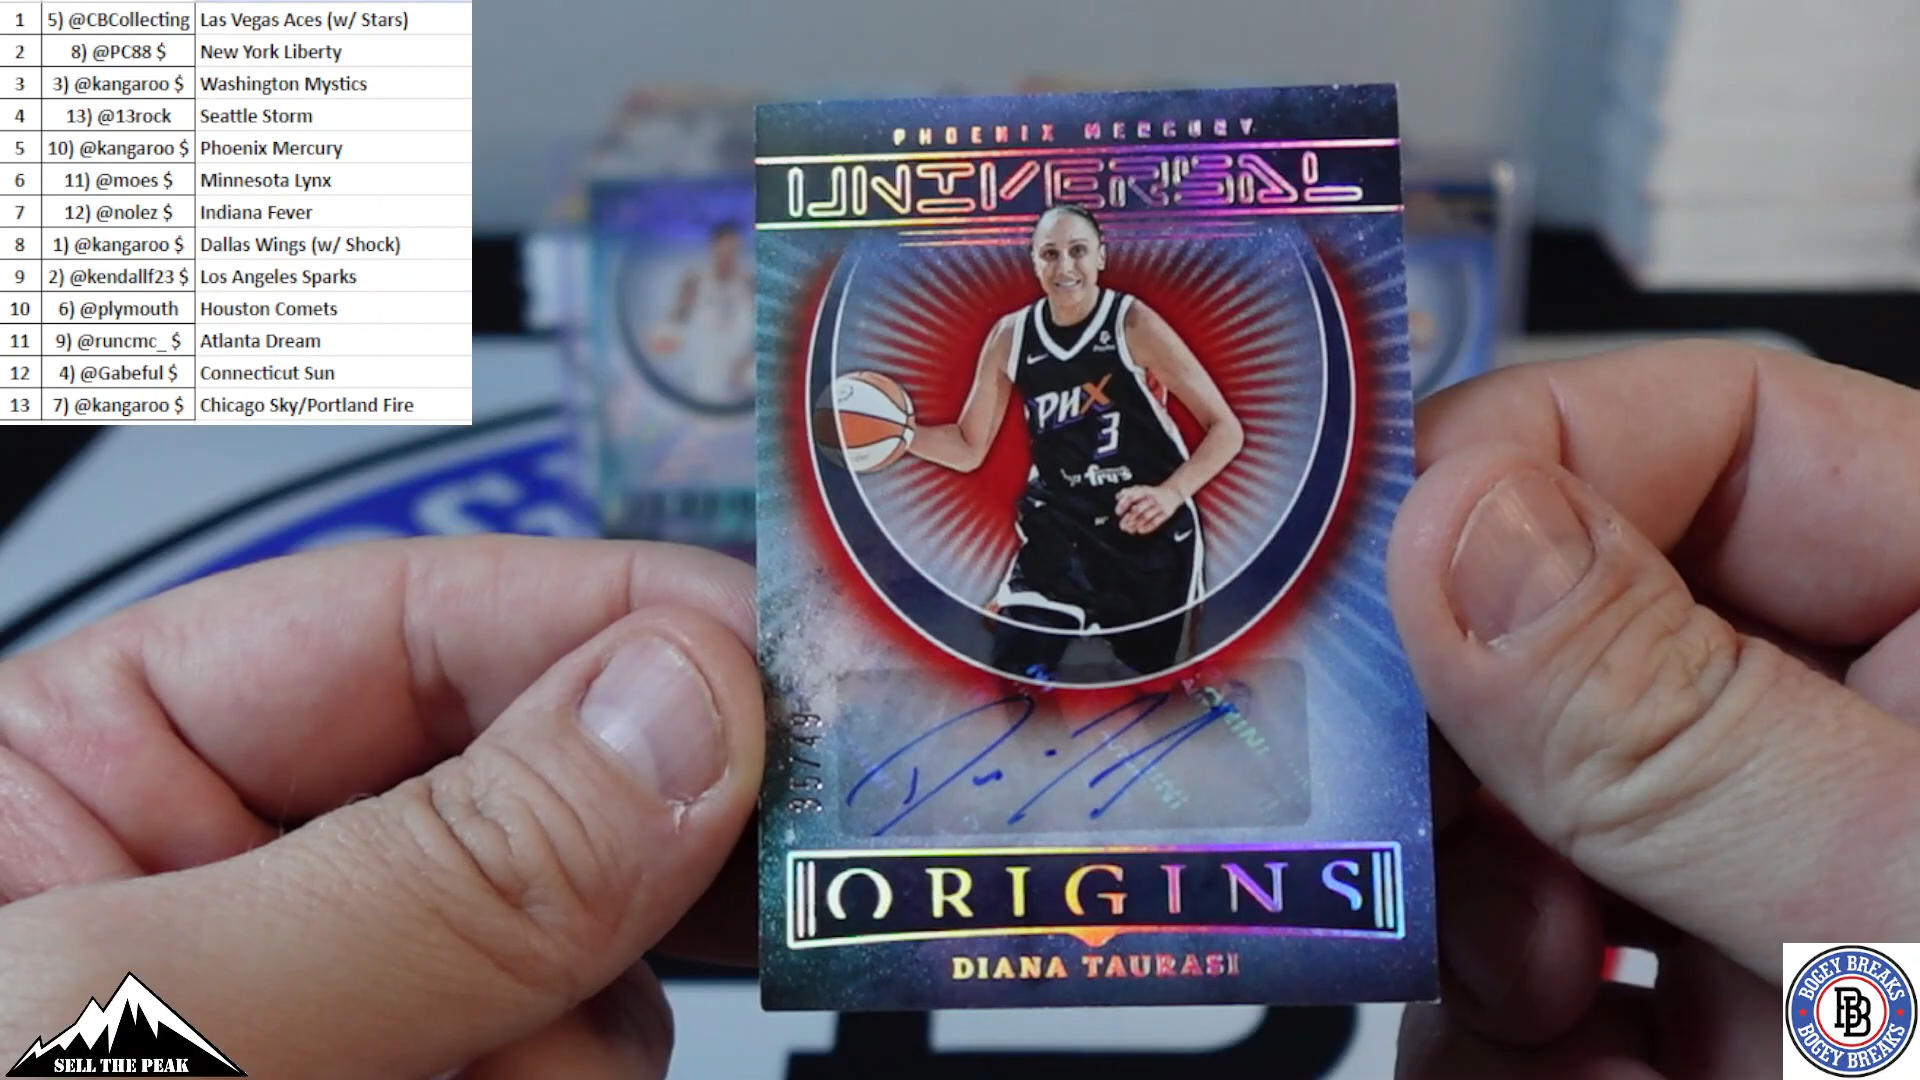 1 5) @CBCollecting Las Vegas Aces (w/ Stars)
2 8) @PC88 $ New York Liberty
3 3) @kangaroo $ Washington Mystics
4 13) @13rock Seattle Storm
5 10) @kangaroo $ Phoenix Mercury
6 11) @moes $ Minnesota Lynx
7 12) @nolez $ Indiana Fever
8 1) @kangaroo $ Dallas Wings (w/ Shock)
9 2) @kendallf23 $ Los Angeles Sparks
10 6) @plymouth Houston Comets
11 9) @runcmc_ $ Atlanta Dream
12 4) @Gabeful $ Connecticut Sun
13 7) @kangaroo $ Chicago Sky/Portland Fire
PHOENIX MERCURY
UNIVERSAL
PHX
3
fry's
35/49
ORIGINS
DIANA TAURASI
SELL THE PEAK
BOGEY BREAKS
BB
BOGEY BREAKS